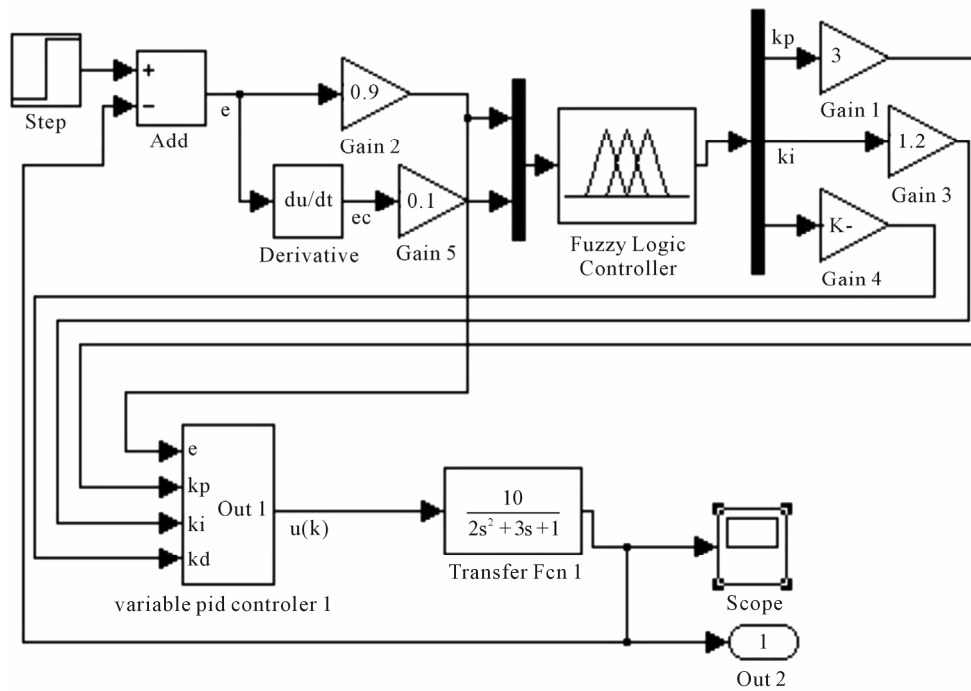 Step
+
−
Add
e
0.9
Gain 2
du/dt
Derivative
ec
0.1
Gain 5
Fuzzy Logic
Controller
kp
3
Gain 1
ki
1.2
Gain 3
K-
Gain 4
e
kp
ki
kd
Out 1
variable pid controler 1
u(k)
10
2s²+3s+1
Transfer Fcn 1
Scope
1
Out 2